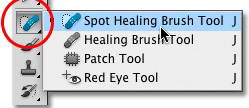 Spot Healing Brush Tool J
Healing Brush Tool J
Patch Tool J
Red Eye Tool J